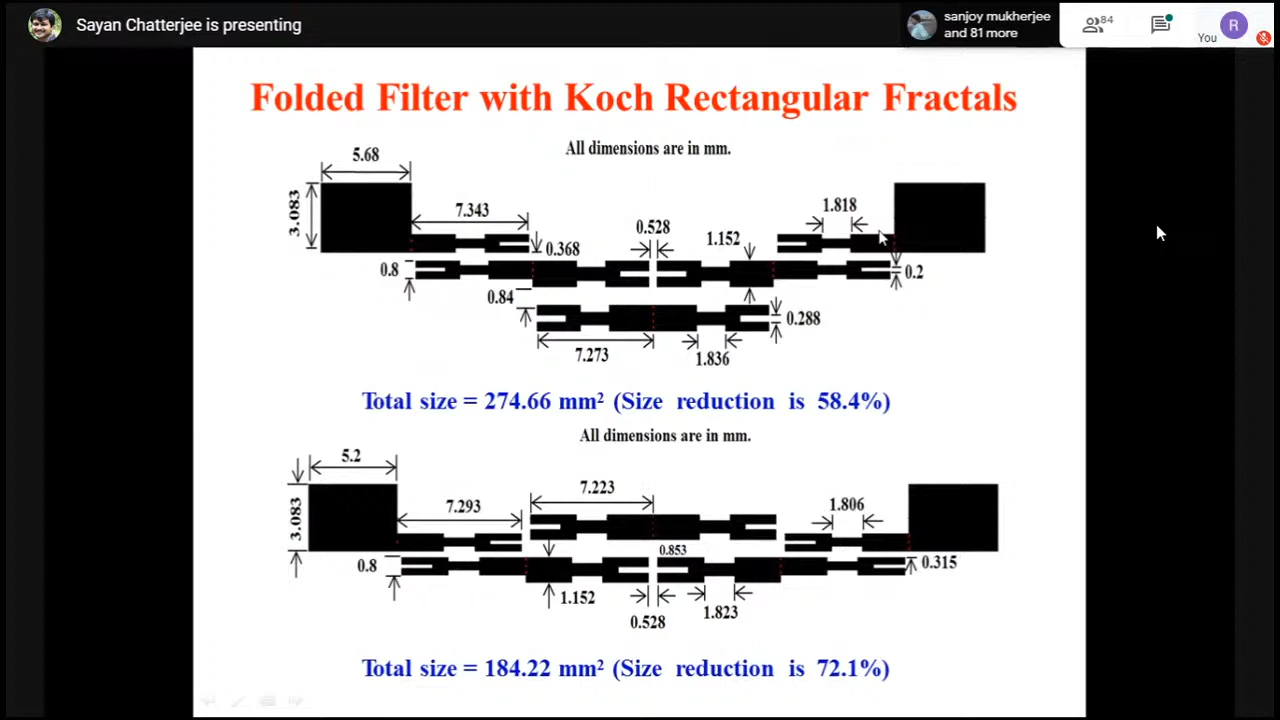 Sayan Chatterjee is presenting
sanjoy mukherjee
and 81 more
84
You
R
Folded Filter with Koch Rectangular Fractals
All dimensions are in mm.
5.68
3.083
7.343
0.528
1.152
1.818
0.368
0.8
0.2
0.84
0.288
7.273
1.836
Total size = 274.66 mm² (Size reduction is 58.4%)
All dimensions are in mm.
5.2
7.223
3.083
7.293
1.806
0.853
0.8
0.315
1.152
0.528
1.823
Total size = 184.22 mm² (Size reduction is 72.1%)